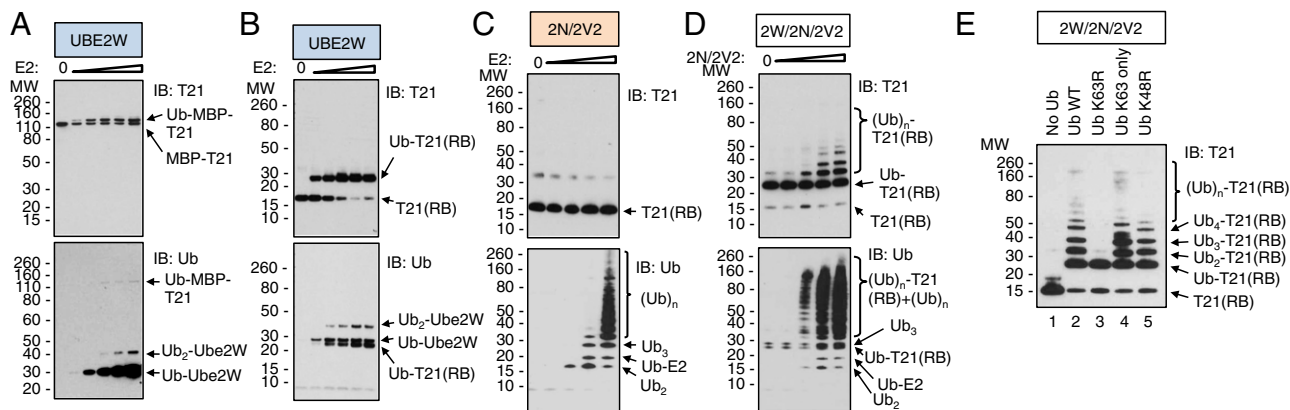 A
UBE2W
E2: 0
MW
IB: T21
260
160
110
80
50
40
30
20
15
Ub-MBP-
T21
MBP-T21
IB: Ub
260
160
110
80
50
40
30
20
Ub-MBP-
T21
Ub2-Ube2W
Ub-Ube2W
B
UBE2W
E2: 0
MW
IB: T21
260
160
80
50
40
30
20
15
10
Ub-T21(RB)
T21(RB)
IB: Ub
260
160
80
50
40
30
20
15
10
Ub2-Ube2W
Ub-Ube2W
Ub-T21(RB)
C
2N/2V2
E2: 0
MW
IB: T21
260
160
80
50
40
30
20
15
10
T21(RB)
IB: Ub
260
160
80
50
40
30
20
15
10
(Ub)n
Ub3
Ub-E2
Ub2
D
2W/2N/2V2
2N/2V2: 0
MW
IB: T21
260
160
80
50
40
30
20
15
10
(Ub)n-
T21(RB)
Ub-
T21(RB)
T21(RB)
IB: Ub
260
160
80
50
40
30
20
15
10
(Ub)n-T21
(RB)+(Ub)n
Ub3
Ub-T21(RB)
Ub-E2
Ub2
E
2W/2N/2V2
No Ub
Ub WT
Ub K63R
Ub K63 only
Ub K48R
MW
IB: T21
260
160
80
50
40
30
20
15
(Ub)n-T21(RB)
Ub4-T21(RB)
Ub3-T21(RB)
Ub2-T21(RB)
Ub-T21(RB)
T21(RB)
1 2 3 4 5